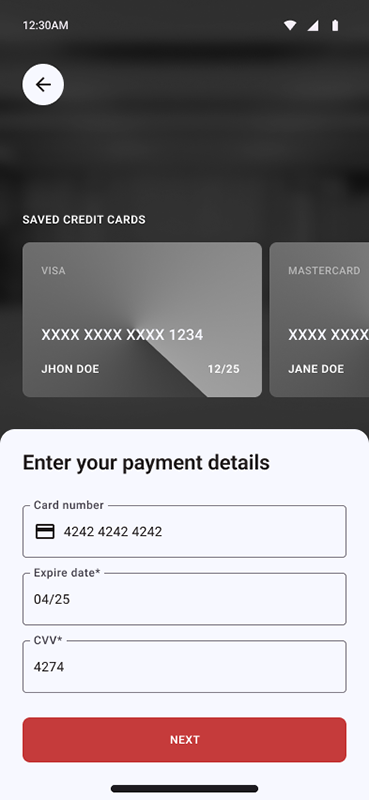 12:30AM
SAVED CREDIT CARDS
VISA
XXXX XXXX XXXX 1234
JHON DOE 12/25
MASTERCARD
XXXX XXXX
JANE DOE
Enter your payment details
Card number
4242 4242 4242
Expire date*
04/25
CVV*
4274
NEXT